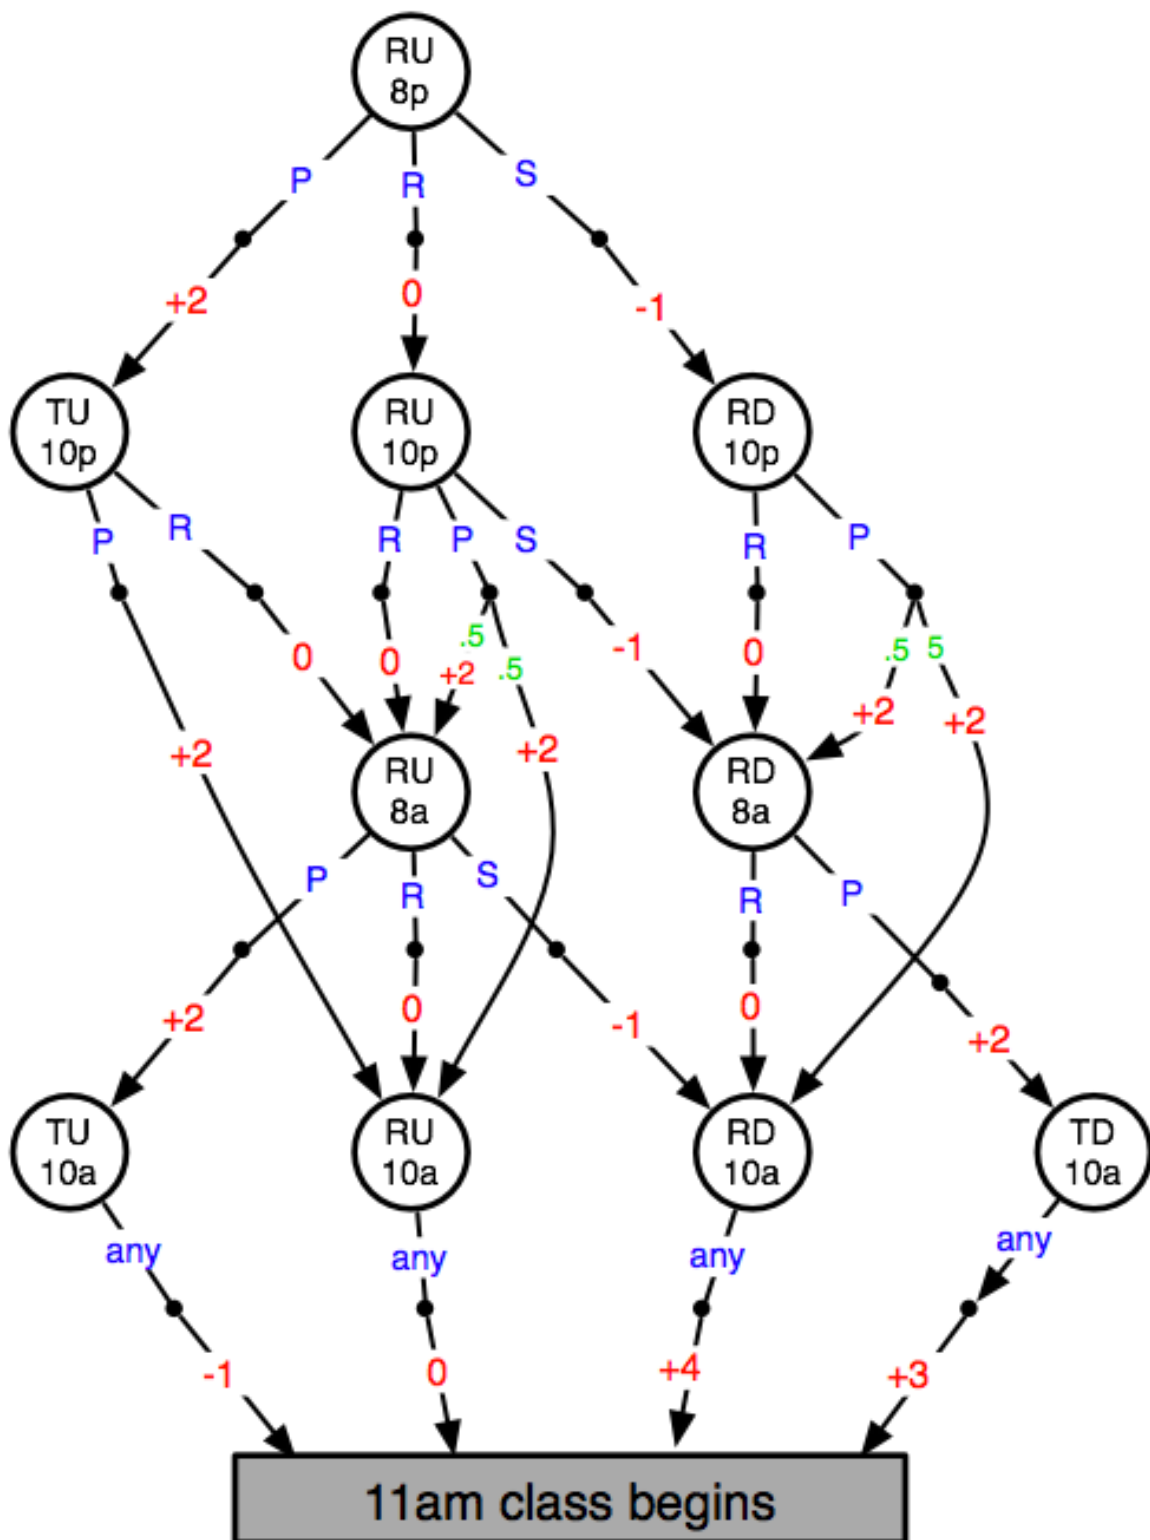 RU
8p
P
R
S
+2
0
-1
TU
10p
RU
10p
RD
10p
P
R
R
P
S
R
P
.5
.5
.5
5
0
0
+2
-1
0
+2
+2
+2
+2
RU
8a
RD
8a
P
R
S
R
P
+2
0
-1
0
+2
TU
10a
RU
10a
RD
10a
TD
10a
any
any
any
any
-1
0
+4
+3
11am class begins